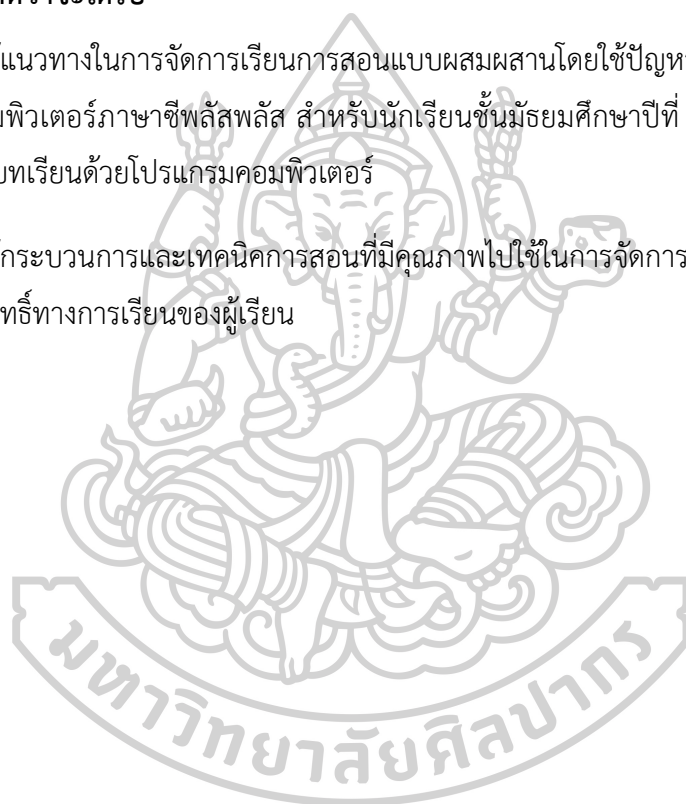 แนวทางในการจัดการเรียนการสอนแบบผสมผสานโดยใช้ปัญหา
มพิวเตอร์ภาษาซีพลัสพลัส สำหรับนักเรียนชั้นมัธยมศึกษาปีที่
บทเรียนด้วยโปรแกรมคอมพิวเตอร์
กระบวนการและเทคนิคการสอนที่มีคุณภาพไปใช้ในการจัดการ
ทธิ์ทางการเรียนของผู้เรียน
มหาวิทยาลัยศิลปากร